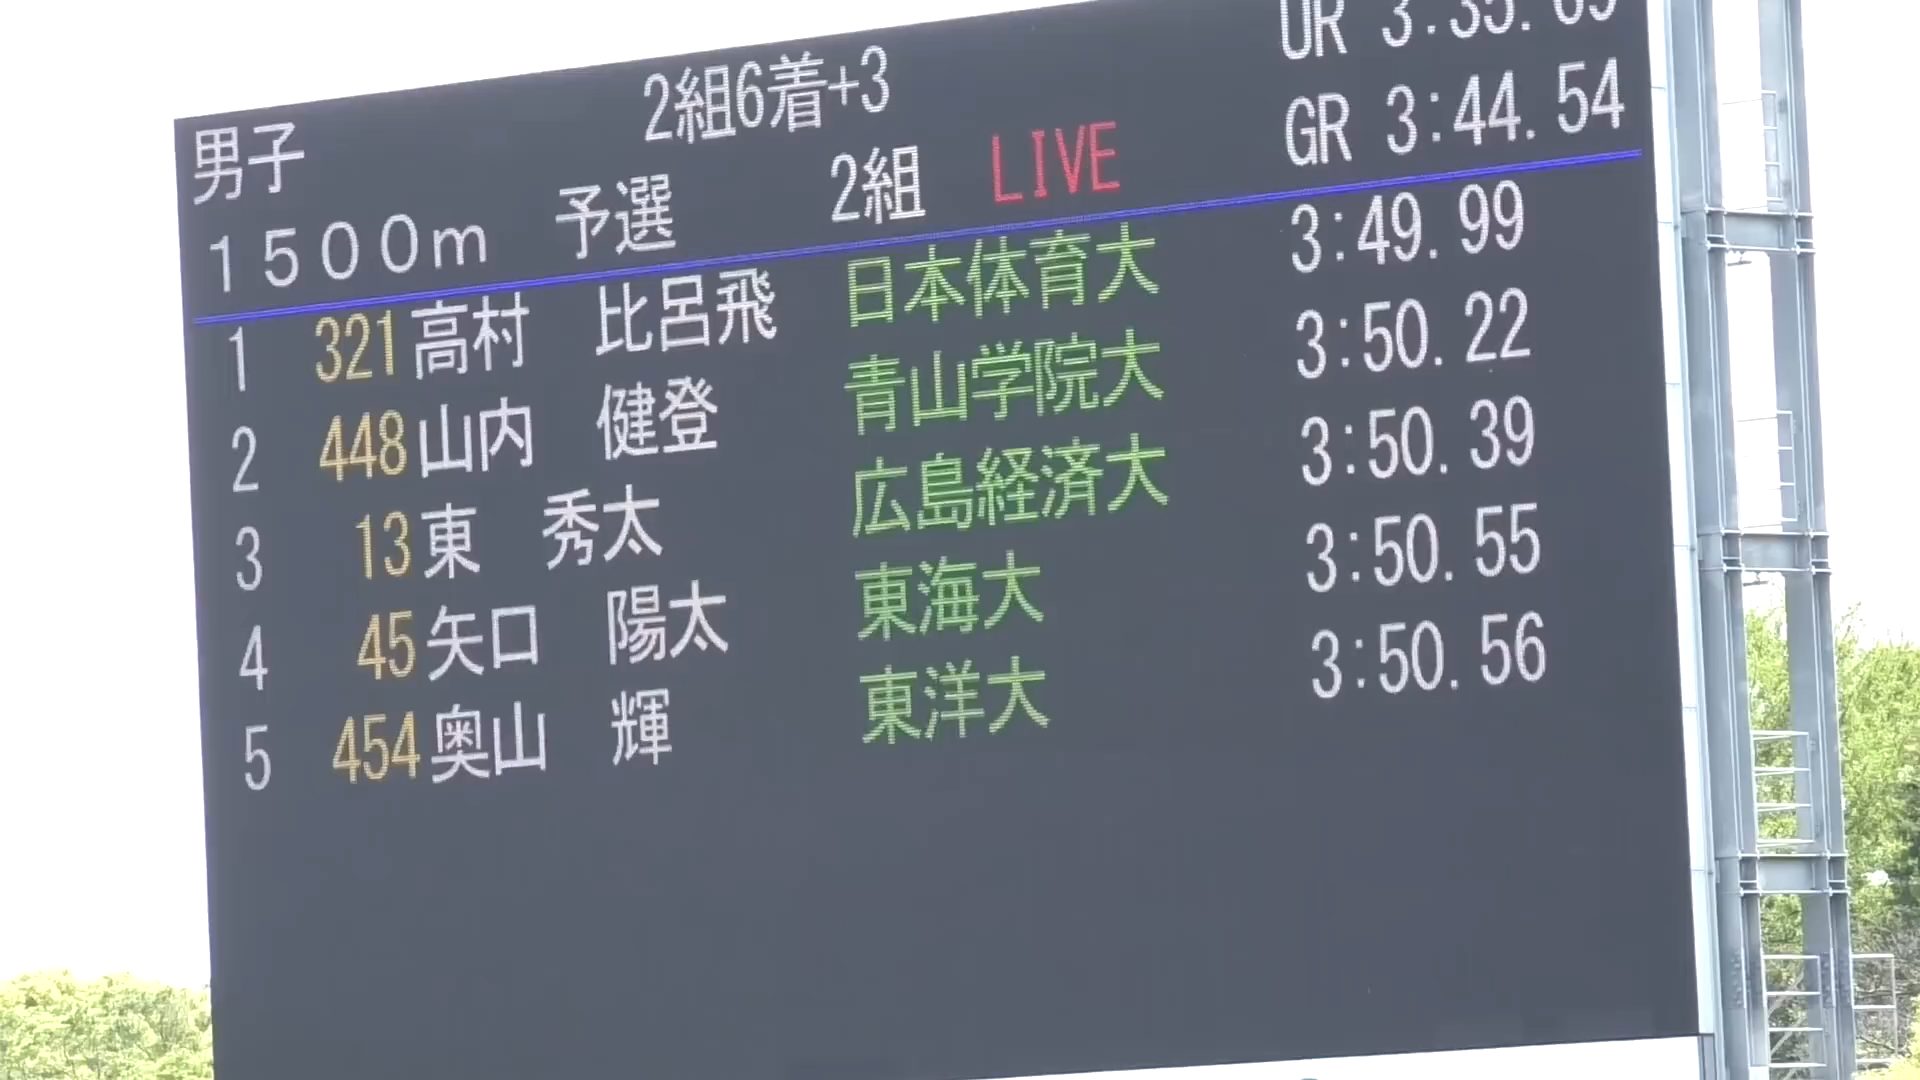 2組6着+3
男子
UR 3:35.69
GR 3:44.54
1500m 予選 2組 LIVE
1 321 高村 比呂飛 日本体育大 3:49.99
2 448 山内 健登 青山学院大 3:50.22
3 13 東 秀太 広島経済大 3:50.39
4 45 矢口 陽太 東海大 3:50.55
5 454 奥山 輝 東洋大 3:50.56